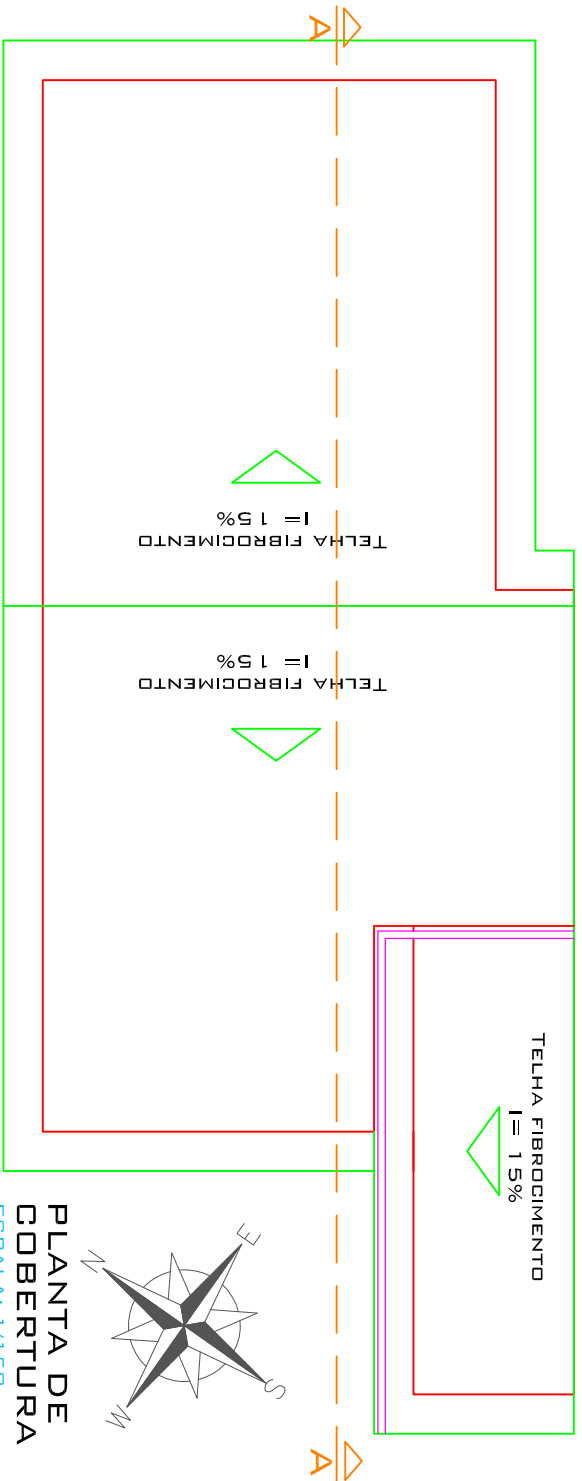 A
TELHA FIBROCIMENTO
I= 15%
TELHA FIBROCIMENTO
I= 15%
TELHA FIBROCIMENTO
I= 15%
N
E
S
W
PLANTA DE
COBERTURA
A